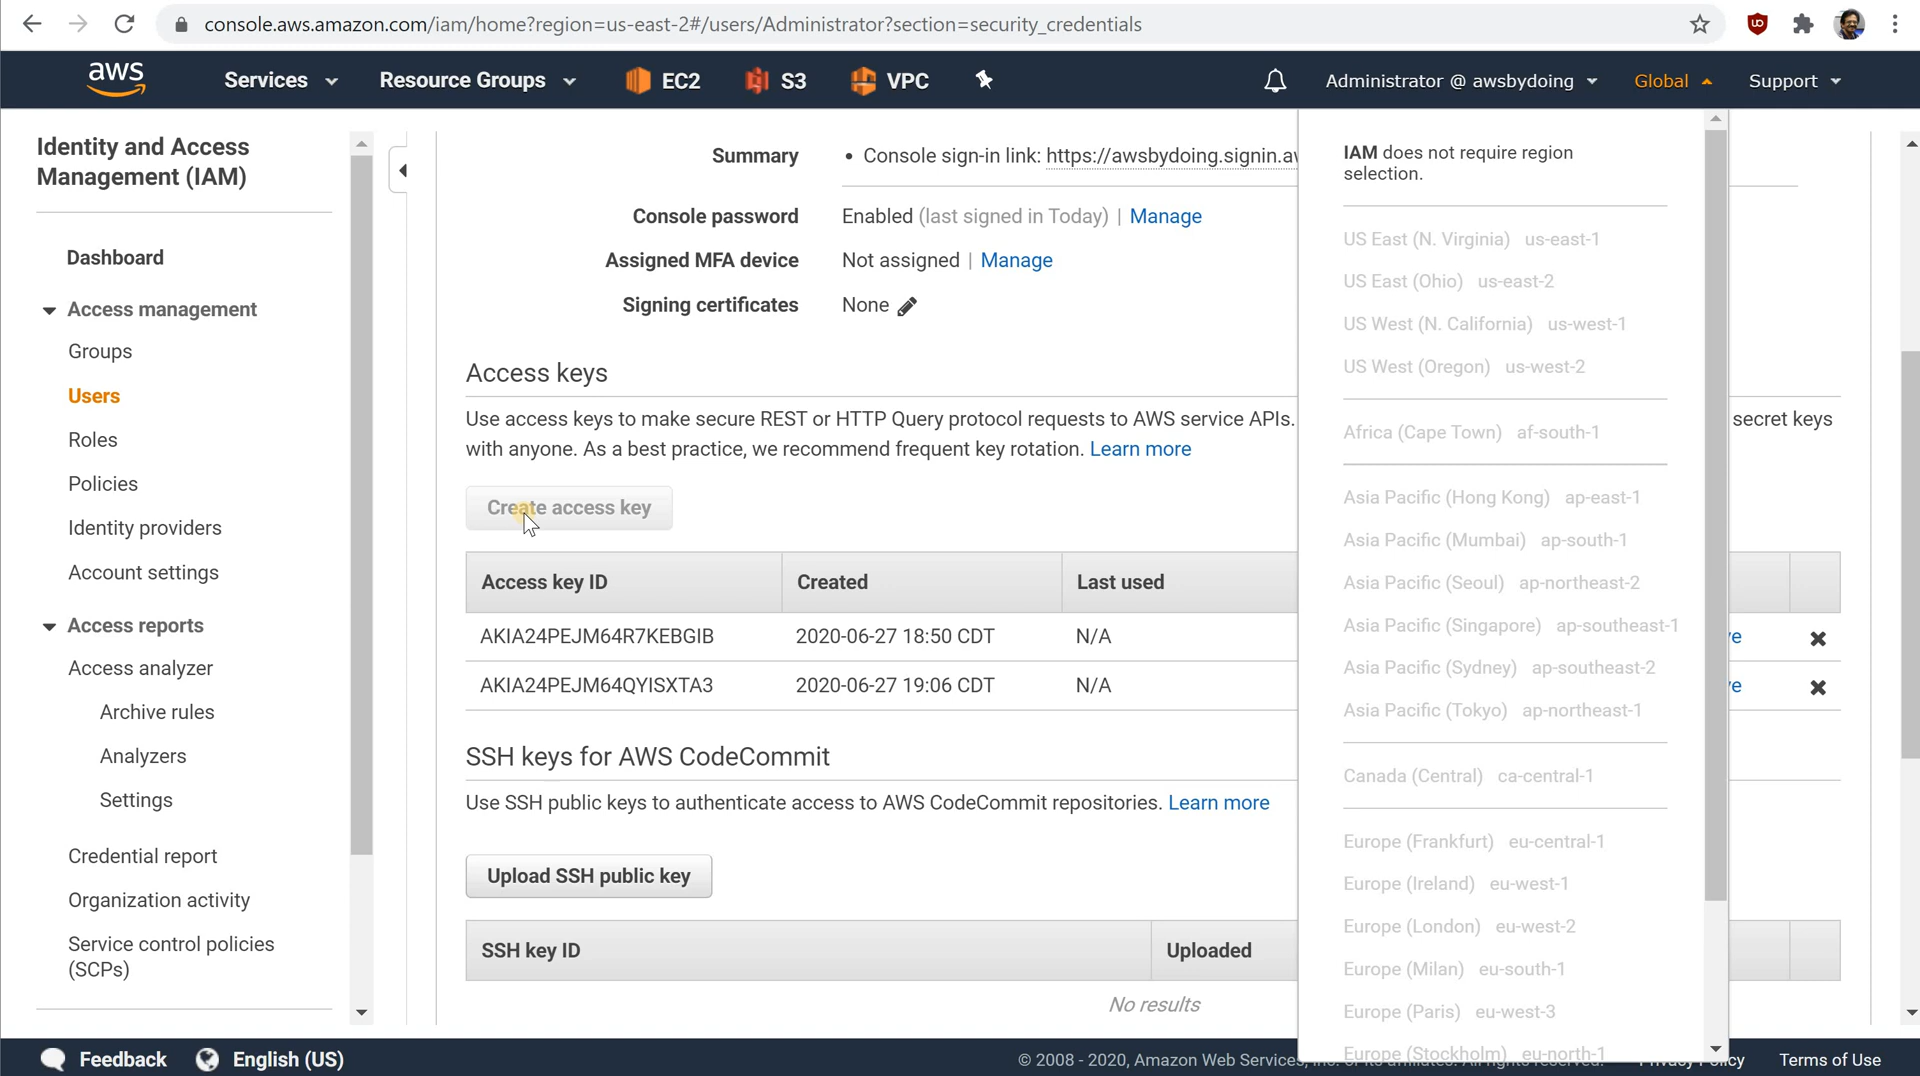 console.aws.amazon.com/iam/home?region=us-east-2#/users/Administrator?section=security_credentials
aws
Services
Resource Groups
EC2
S3
VPC
Administrator @ awsbydoing
Global
Support
Identity and Access
Management (IAM)
Dashboard
Access management
Groups
Users
Roles
Policies
Identity providers
Account settings
Access reports
Access analyzer
Archive rules
Analyzers
Settings
Credential report
Organization activity
Service control policies
(SCPs)
Summary
• Console sign-in link: https://awsbydoing.signin.a
Console password
Enabled (last signed in Today) | Manage
Assigned MFA device
Not assigned | Manage
Signing certificates
None
Access keys
Use access keys to make secure REST or HTTP Query protocol requests to AWS service APIs.
secret keys
with anyone. As a best practice, we recommend frequent key rotation. Learn more
Create access key
Access key ID Created Last used
AKIA24PEJM64R7KEBGIB 2020-06-27 18:50 CDT N/A
AKIA24PEJM64QYISXTA3 2020-06-27 19:06 CDT N/A
SSH keys for AWS CodeCommit
Use SSH public keys to authenticate access to AWS CodeCommit repositories. Learn more
Upload SSH public key
SSH key ID Uploaded
No results
IAM does not require region
selection.
US East (N. Virginia) us-east-1
US East (Ohio) us-east-2
US West (N. California) us-west-1
US West (Oregon) us-west-2
Africa (Cape Town) af-south-1
Asia Pacific (Hong Kong) ap-east-1
Asia Pacific (Mumbai) ap-south-1
Asia Pacific (Seoul) ap-northeast-2
Asia Pacific (Singapore) ap-southeast-1
Asia Pacific (Sydney) ap-southeast-2
Asia Pacific (Tokyo) ap-northeast-1
Canada (Central) ca-central-1
Europe (Frankfurt) eu-central-1
Europe (Ireland) eu-west-1
Europe (London) eu-west-2
Europe (Milan) eu-south-1
Europe (Paris) eu-west-3
Europe (Stockholm) eu-north-1
Feedback
English (US)
© 2008 - 2020, Amazon Web Services, Inc. or its affiliates. All rights reserved.
Privacy Policy
Terms of Use